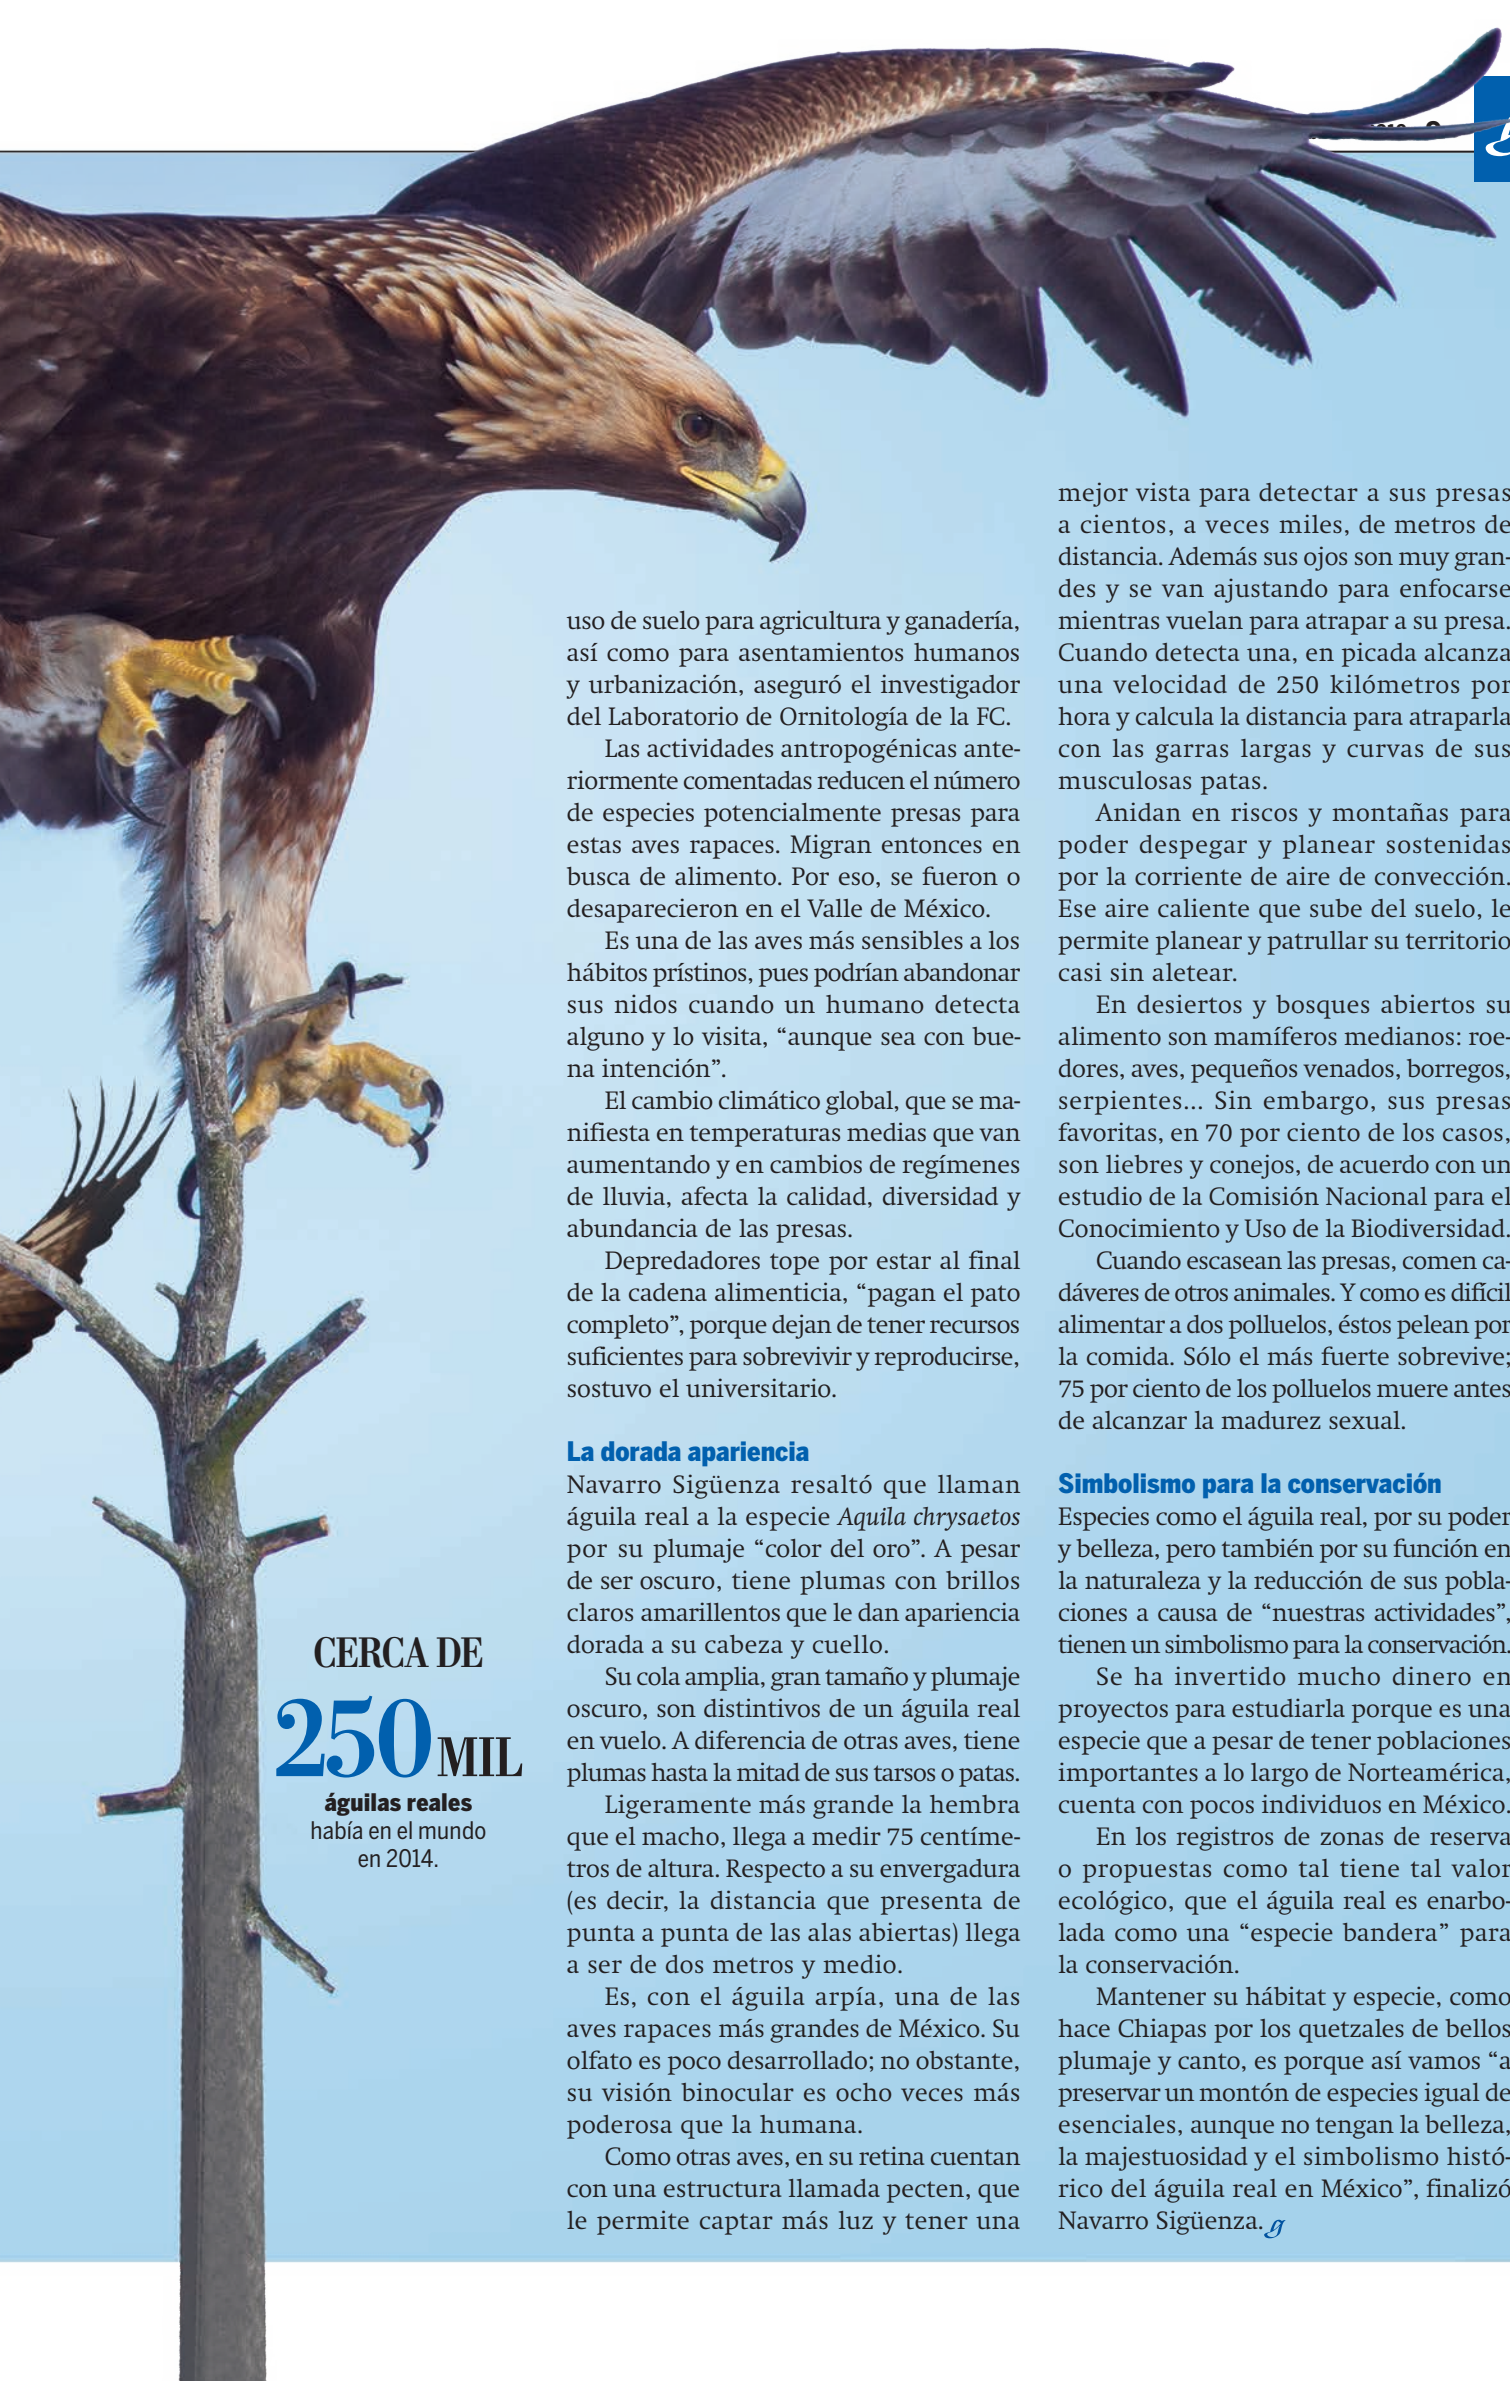 uso de suelo para agricultura y ganadería,
así como para asentamientos humanos
y urbanización, aseguró el investigador
del Laboratorio de Ornitología de la FC.
Las actividades antropogénicas ante-
riormente comentadas reducen el número
de especies potencialmente presas para
estas aves rapaces. Migran entonces en
busca de alimento. Por eso, se fueron o
desaparecieron en el Valle de México.
Es una de las aves más sensibles a los
hábitos prístinos, pues podrían abandonar
sus nidos cuando un humano detecta
alguno y lo visita, “aunque sea con bue-
na intención”.
El cambio climático global, que se ma-
nifiesta en temperaturas medias que van
aumentando y en cambios de regímenes
de lluvia, afecta la calidad, diversidad y
abundancia de las presas.
Depredadores tope por estar al final
de la cadena alimenticia, “pagan el pato
completo”, porque dejan de tener recursos
suficientes para sobrevivir y reproducirse,
sostuvo el universitario.
La dorada apariencia
Navarro Sigüenza resaltó que llaman
águila real a la especie Aquila chrysaetos
por su plumaje “color del oro”. A pesar
de ser oscuro, tiene plumas con brillos
claros amarillentos que le dan apariencia
dorada a su cabeza y cuello.
Su cola amplia, gran tamaño y plumaje
oscuro, son distintivos de un águila real
en vuelo. A diferencia de otras aves, tiene
plumas hasta la mitad de sus tarsos o patas.
Ligeramente más grande la hembra
que el macho, llega a medir 75 centíme-
tros de altura. Respecto a su envergadura
(es decir, la distancia que presenta de
punta a punta de las alas abiertas) llega
a ser de dos metros y medio.
Es, con el águila arpía, una de las
aves rapaces más grandes de México. Su
olfato es poco desarrollado; no obstante,
su visión binocular es ocho veces más
poderosa que la humana.
Como otras aves, en su retina cuentan
con una estructura llamada pecten, que
le permite captar más luz y tener una
mejor vista para detectar a sus presas
a cientos, a veces miles, de metros de
distancia. Además sus ojos son muy gran-
des y se van ajustando para enfocarse
mientras vuelan para atrapar a su presa.
Cuando detecta una, en picada alcanza
una velocidad de 250 kilómetros por
hora y calcula la distancia para atraparla
con las garras largas y curvas de sus
musculosas patas.
Anidan en riscos y montañas para
poder despegar y planear sostenidas
por la corriente de aire de convección.
Ese aire caliente que sube del suelo, le
permite planear y patrullar su territorio
casi sin aletear.
En desiertos y bosques abiertos su
alimento son mamíferos medianos: roe-
dores, aves, pequeños venados, borregos,
serpientes... Sin embargo, sus presas
favoritas, en 70 por ciento de los casos,
son liebres y conejos, de acuerdo con un
estudio de la Comisión Nacional para el
Conocimiento y Uso de la Biodiversidad.
Cuando escasean las presas, comen ca-
dáveres de otros animales. Y como es difícil
alimentar a dos polluelos, éstos pelean por
la comida. Sólo el más fuerte sobrevive;
75 por ciento de los polluelos muere antes
de alcanzar la madurez sexual.
Simbolismo para la conservación
Especies como el águila real, por su poder
y belleza, pero también por su función en
la naturaleza y la reducción de sus pobla-
ciones a causa de “nuestras actividades”,
tienen un simbolismo para la conservación.
Se ha invertido mucho dinero en
proyectos para estudiarla porque es una
especie que a pesar de tener poblaciones
importantes a lo largo de Norteamérica,
cuenta con pocos individuos en México.
En los registros de zonas de reserva
o propuestas como tal tiene tal valor
ecológico, que el águila real es enarbo-
lada como una “especie bandera” para
la conservación.
Mantener su hábitat y especie, como
hace Chiapas por los quetzales de bellos
plumaje y canto, es porque así vamos “a
preservar un montón de especies igual de
esenciales, aunque no tengan la belleza,
la majestuosidad y el simbolismo histó-
rico del águila real en México”, finalizó
Navarro Sigüenza. g
CERCA DE
250 MIL
águilas reales
había en el mundo
en 2014.